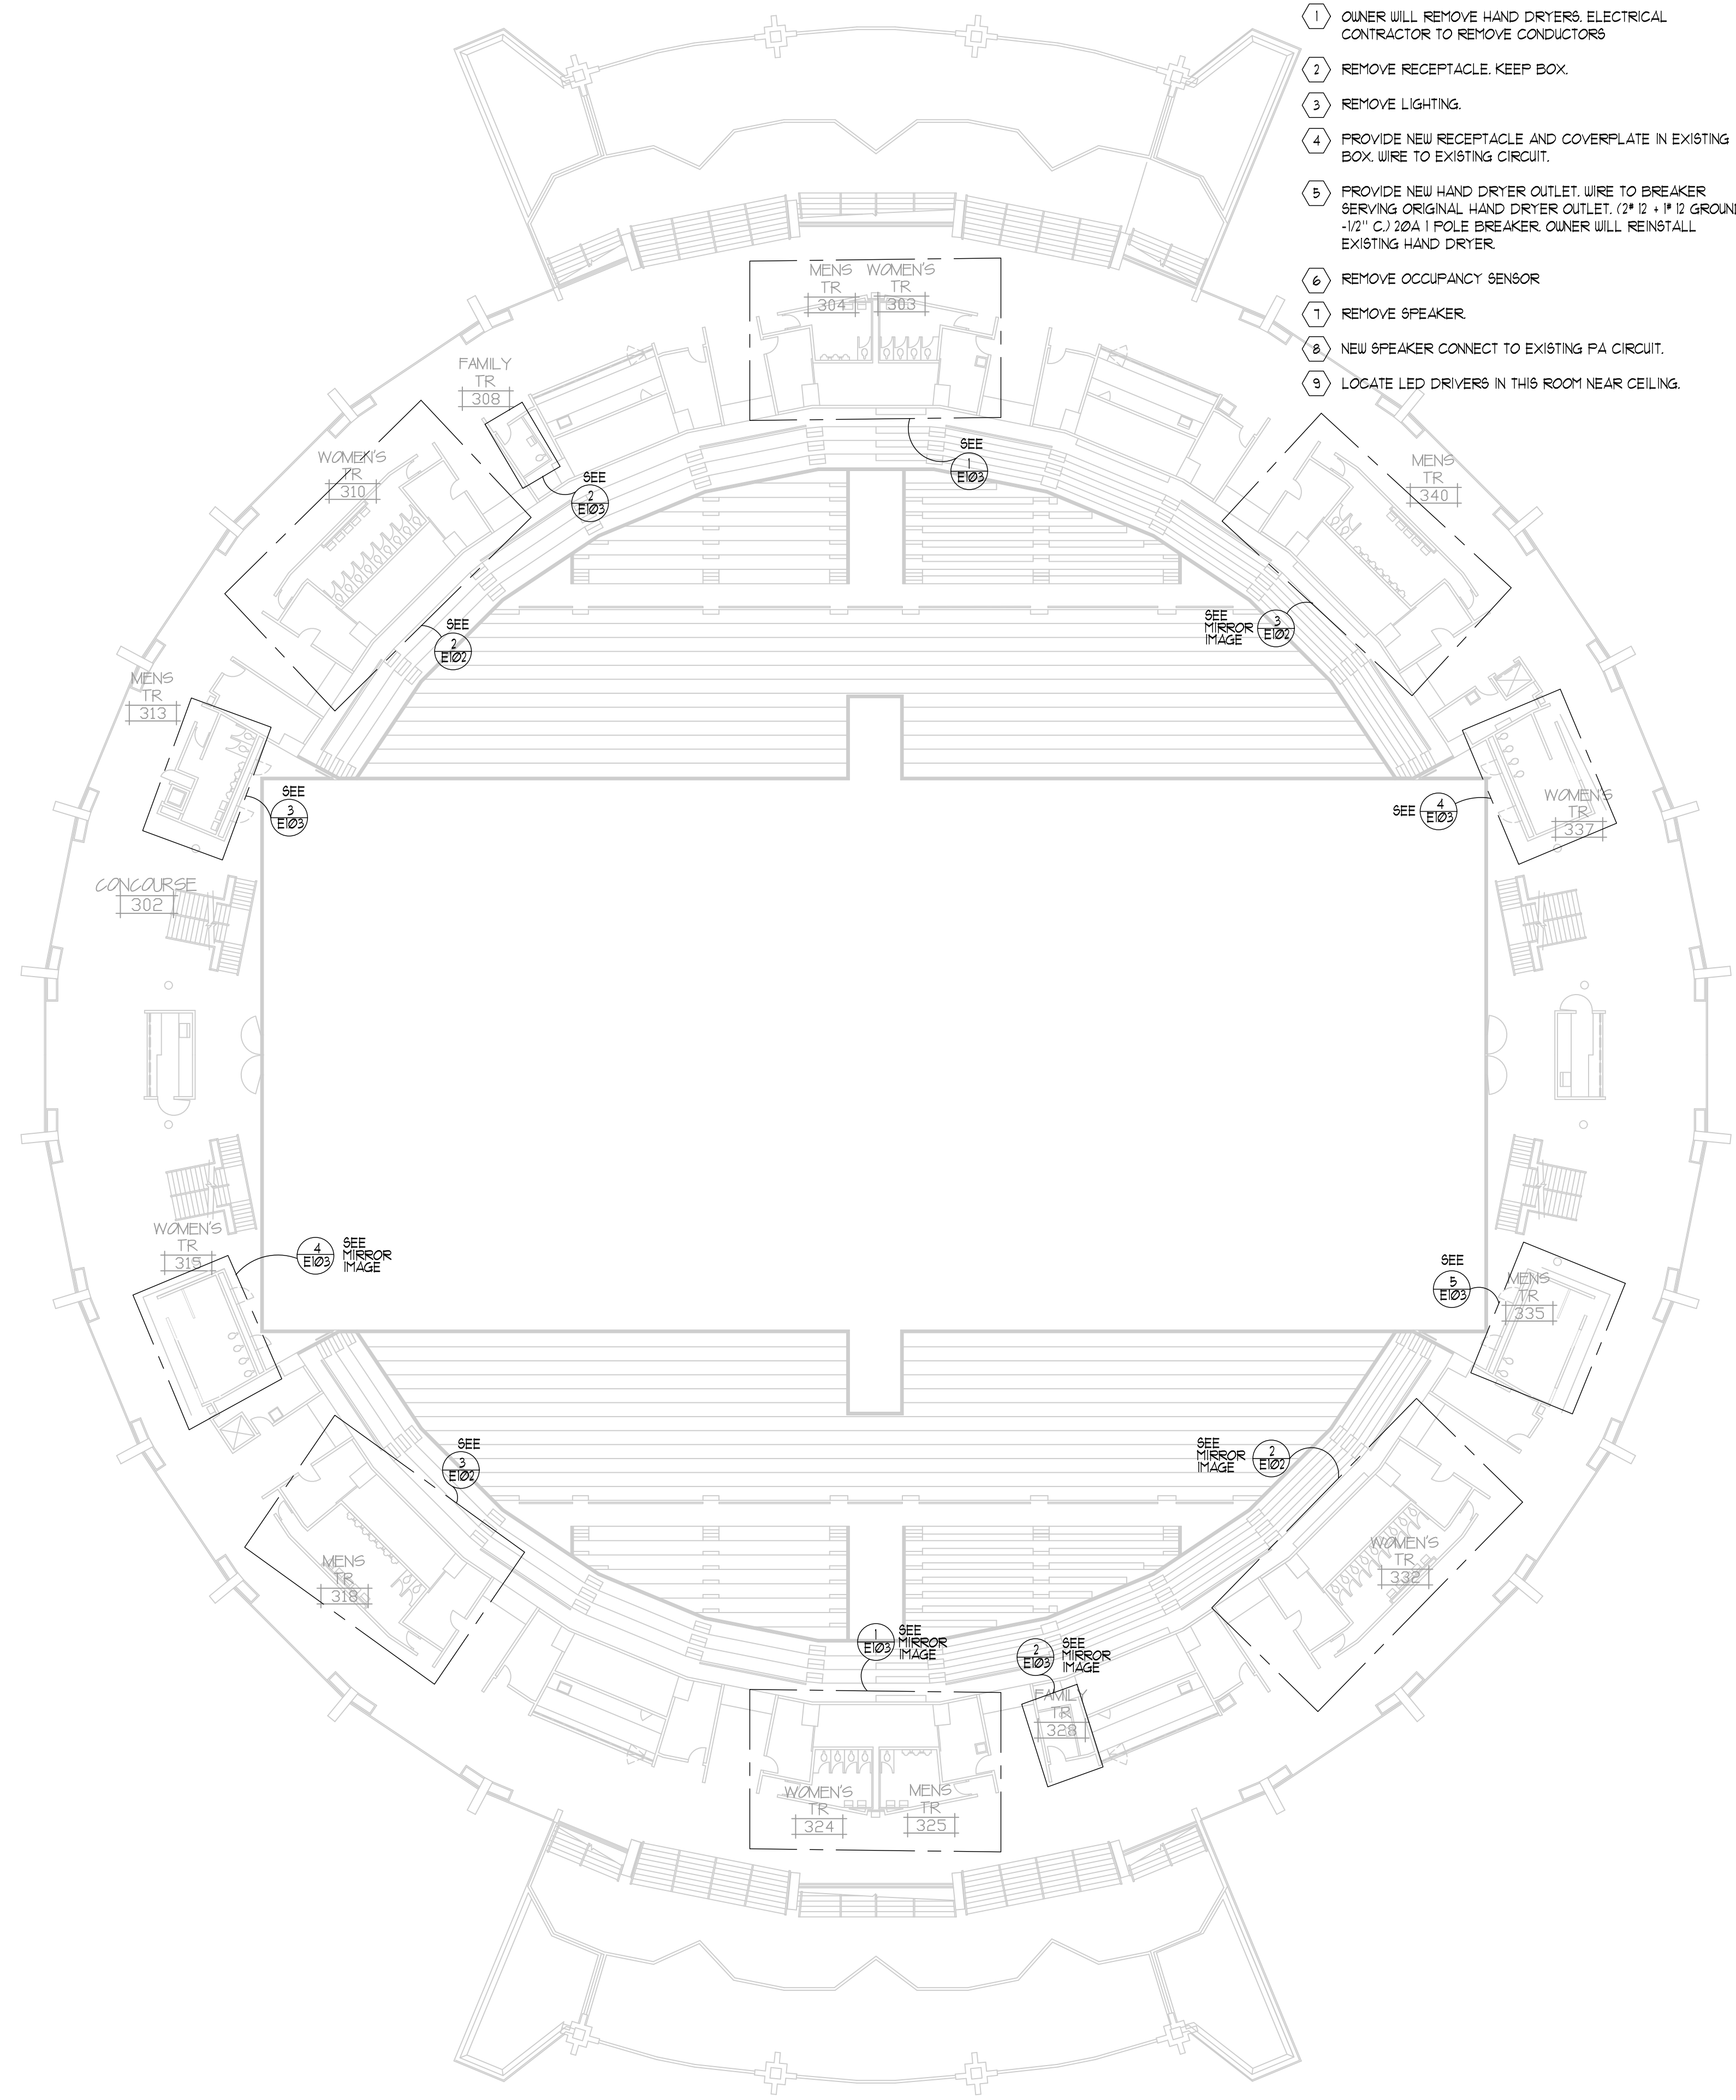 1 OWNER WILL REMOVE HAND DRYERS. ELECTRICAL
CONTRACTOR TO REMOVE CONDUCTORS
2 REMOVE RECEPTACLE. KEEP BOX.
3 REMOVE LIGHTING.
4 PROVIDE NEW RECEPTACLE AND COVERPLATE IN EXISTING
BOX. WIRE TO EXISTING CIRCUIT.
5 PROVIDE NEW HAND DRYER OUTLET. WIRE TO BREAKER
SERVING ORIGINAL HAND DRYER OUTLET. (2# 12 + 1# 12 GROUND
-1/2" C.) 20A 1 POLE BREAKER. OWNER WILL REINSTALL
EXISTING HAND DRYER.
6 REMOVE OCCUPANCY SENSOR
7 REMOVE SPEAKER.
8 NEW SPEAKER CONNECT TO EXISTING PA CIRCUIT.
9 LOCATE LED DRIVERS IN THIS ROOM NEAR CEILING.
MENS
TR
304
WOMEN'S
TR
303
FAMILY
TR
308
SEE
1
E103
SEE
2
E103
WOMEN'S
TR
310
MENS
TR
340
SEE
2
E102
SEE
MIRROR
IMAGE
3
E102
MENS
TR
313
SEE
3
E103
SEE
4
E103
WOMEN'S
TR
337
CONCOURSE
302
WOMEN'S
TR
315
4
E103
SEE
MIRROR
IMAGE
SEE
5
E103
MENS
TR
335
SEE
3
E102
SEE
MIRROR
IMAGE
2
E102
MENS
TR
318
WOMEN'S
TR
332
1
E103
SEE
MIRROR
IMAGE
2
E103
SEE
MIRROR
IMAGE
FAMILY
TR
328
WOMEN'S
TR
324
MENS
TR
325